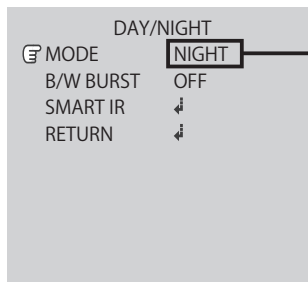 DAY/NIGHT
MODE NIGHT
B/W BURST OFF
SMART IR
RETURN